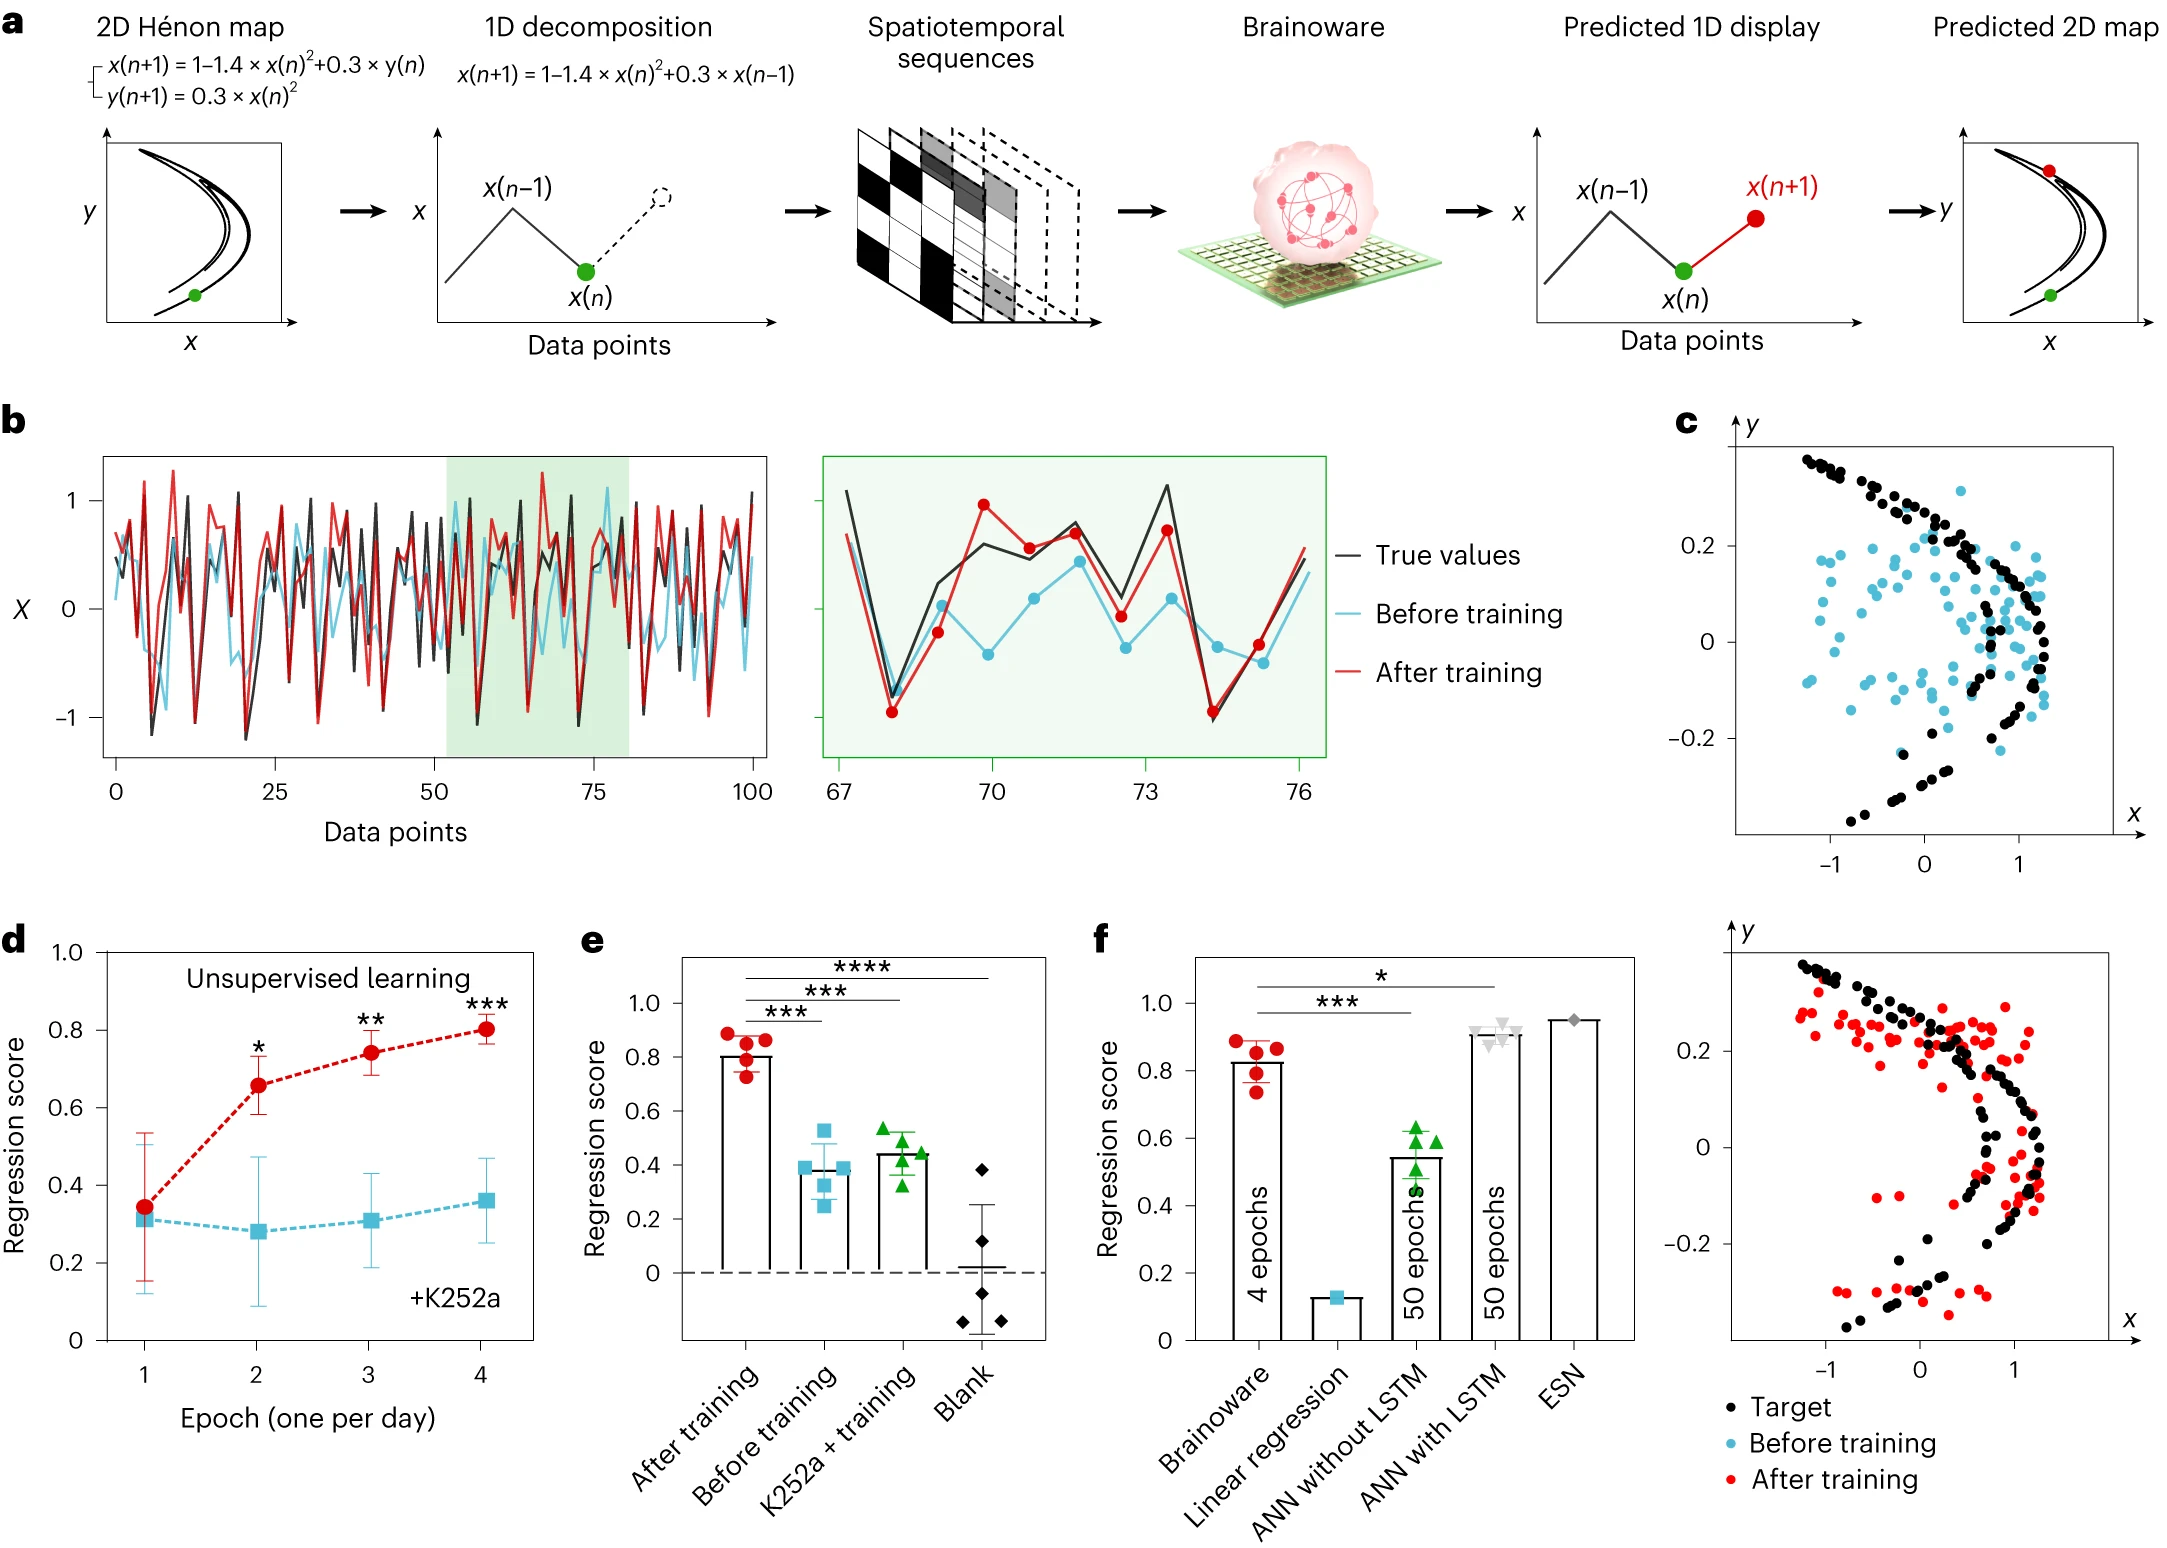 a
2D Hénon map
x(n+1) = 1–1.4 × x(n)²+0.3 × y(n)
y(n+1) = 0.3 × x(n)²
y
x
1D decomposition
x(n+1) = 1–1.4 × x(n)²+0.3 × x(n–1)
x
x(n–1)
x(n)
Data points
Spatiotemporal
sequences
Brainoware
Predicted 1D display
x
x(n–1)
x(n+1)
x(n)
Data points
Predicted 2D map
y
x
b
X
1
0
–1
0
25
50
75
100
Data points
67
70
73
76
True values
Before training
After training
c
y
0.2
0
–0.2
x
–1
0
1
y
0.2
0
–0.2
x
–1
0
1
Target
Before training
After training
d
Regression score
1.0
0.8
0.6
0.4
0.2
0
Unsupervised learning
*
**
***
+K252a
1
2
3
4
Epoch (one per day)
e
Regression score
1.0
0.8
0.6
0.4
0.2
0
****
***
***
After training
Before training
K252a + training
Blank
f
Regression score
1.0
0.8
0.6
0.4
0.2
0
*
***
4 epochs
50 epochs
50 epochs
Brainoware
Linear regression
ANN without LSTM
ANN with LSTM
ESN